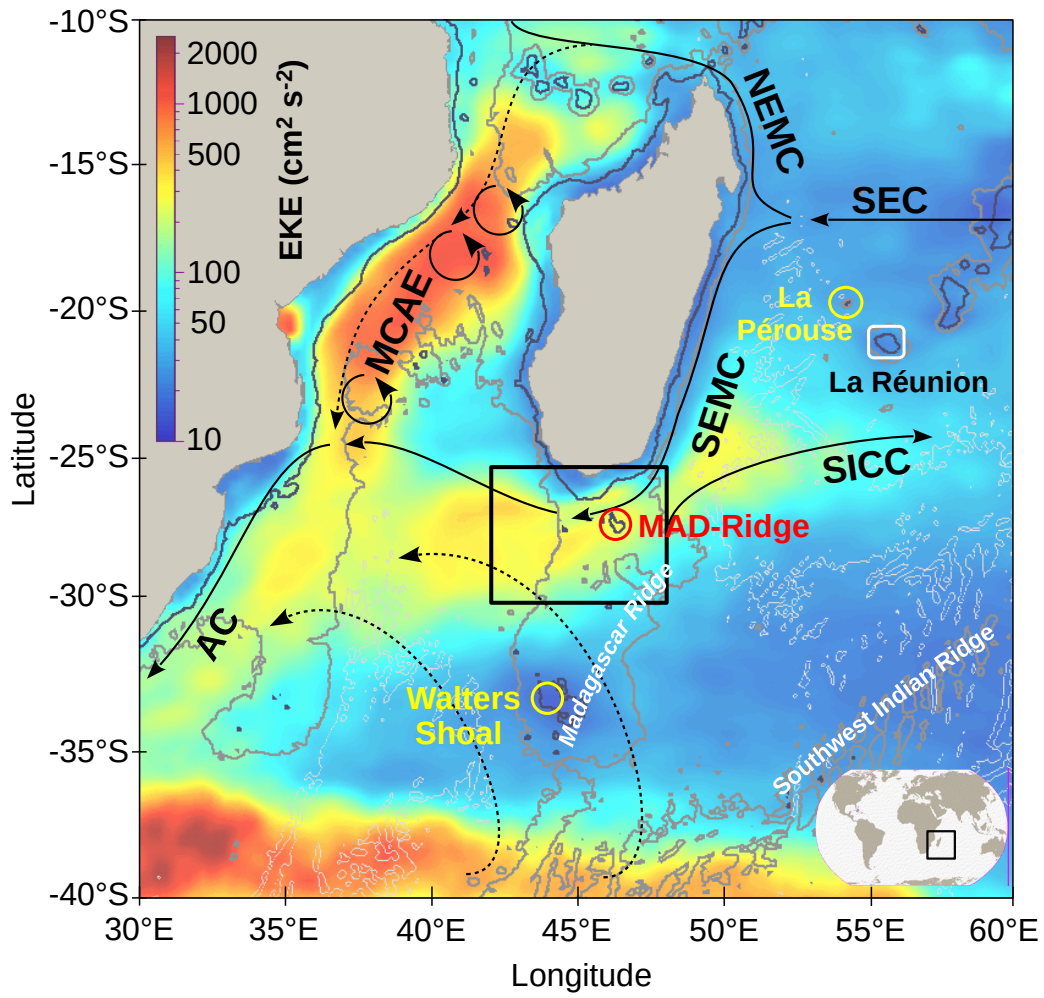 -10°S
-15°S
-20°S
-25°S
-30°S
-35°S
-40°S
Latitude
2000
1000
500
100
50
10
EKE (cm² s⁻²)
NEMC
SEC
MCAE
La
Pérouse
La Réunion
SEMC
SICC
MAD-Ridge
AC
Madagascar Ridge
Walters
Shoal
Southwest Indian Ridge
30°E
35°E
40°E
45°E
50°E
55°E
60°E
Longitude